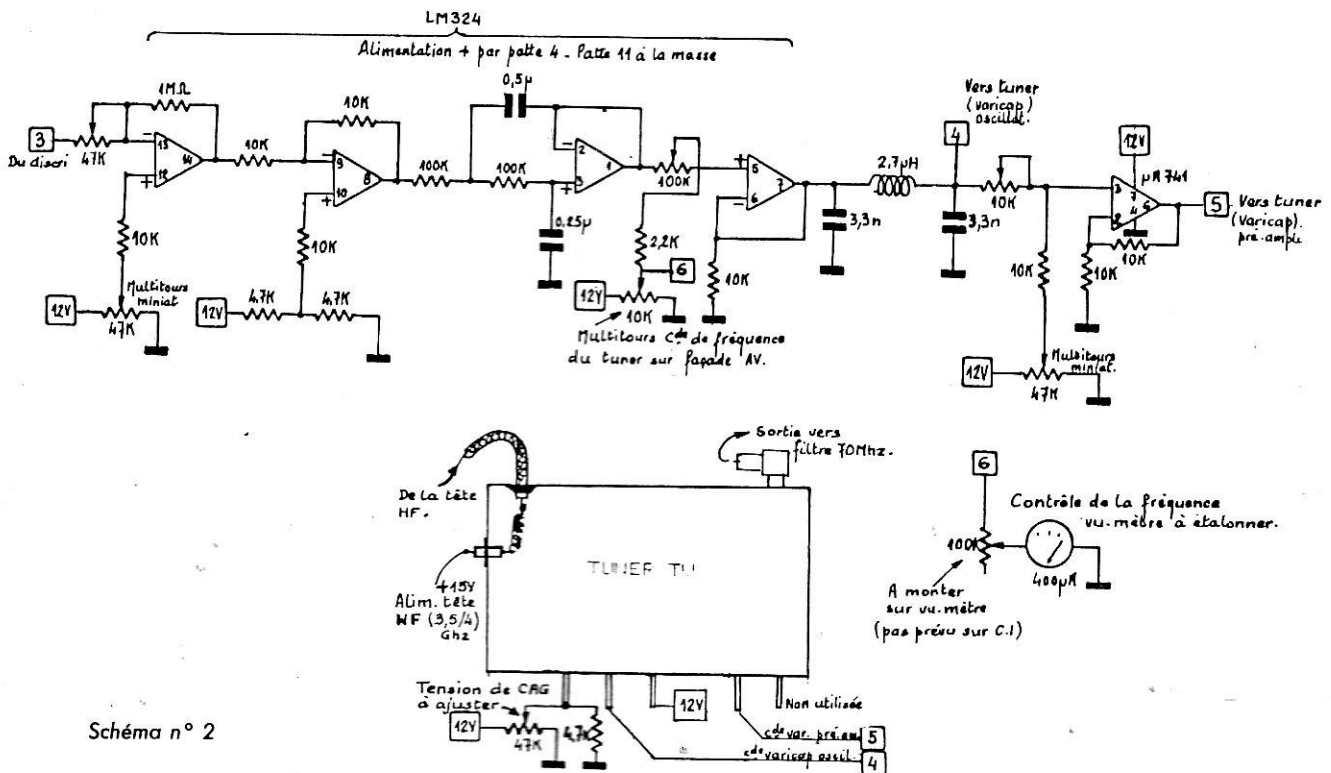 LM324
Alimentation + par patte 4 - Patte 11 à la masse
1MΩ
3
Du discri
47K
-
13
12
+
14
10K
Multitours
miniat
12V
47K
10K
10K
-
9
10
+
8
10K
12V
4,7K
4,7K
0,5µ
100K
100K
0,25µ
-
2
3
+
1
100K
2,2K
6
12V
10K
Multitours Cde de fréquence
du tuner sur façade AV.
+
5
6
-
7
10K
3,3n
2,7µH
Vers tuner
(varicap)
oscillat.
4
3,3n
10K
12V
µA 741
3
7
4
6
2
10K
10K
10K
5
Vers tuner
(varicap).
pré-ampli
12V
47K
Multitours
miniat.
De la tête
HF.
+15V
Alim. tête
HF (3,5/4)
Ghz
Sortie vers
filtre 70Mhz.
TUNER TV
Tension de CAG
à ajuster
12V
47K
4,7K
12V
Non utilisée
cde var. préam
5
cde varicap oscil.
4
6
100K
Contrôle de la fréquence
vu-mètre à étalonner.
400µA
A monter
sur vu-mètre
(pas prévu sur C.I)
Schéma n° 2